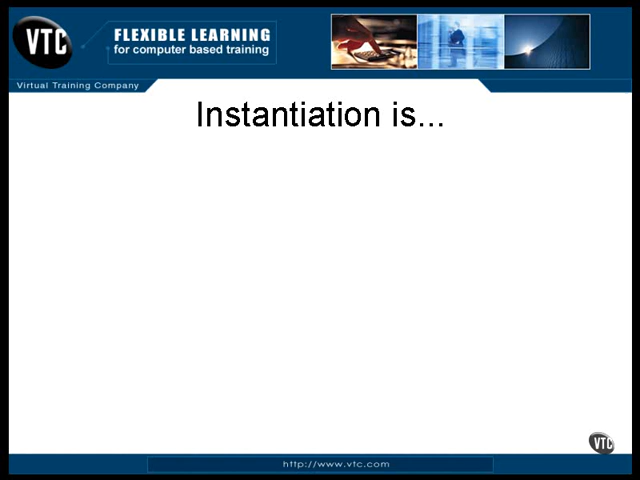 VTC
FLEXIBLE LEARNING
for computer based training
Virtual Training Company
Instantiation is...
VTC
http://www.vtc.com